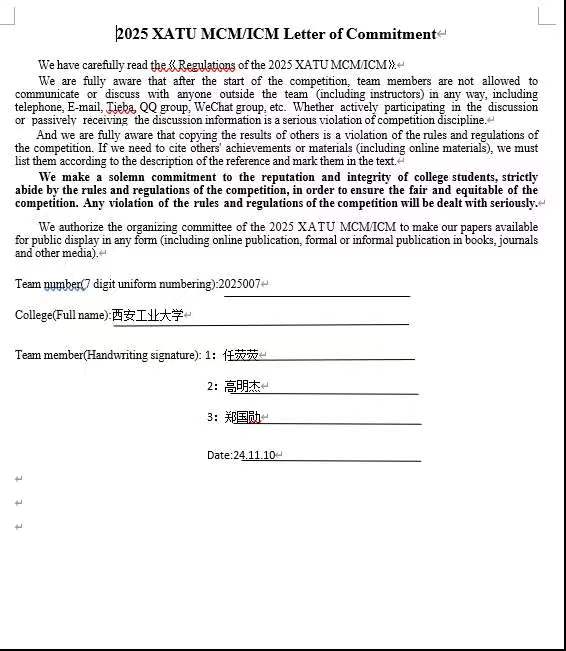 2025 XATU MCM/ICM Letter of Commitment
We have carefully read the《Regulations of the 2025 XATU MCM/ICM》.
We are fully aware that after the start of the competition, team members are not allowed to
communicate or discuss with anyone outside the team (including instructors) in any way, including
telephone, E-mail, Tieba, QQ group, WeChat group, etc. Whether actively participating in the discussion
or passively receiving the discussion information is a serious violation of competition discipline.
And we are fully aware that copying the results of others is a violation of the rules and regulations of
the competition. If we need to cite others' achievements or materials (including online materials), we must
list them according to the description of the reference and mark them in the text.
We make a solemn commitment to the reputation and integrity of college students, strictly
abide by the rules and regulations of the competition, in order to ensure the fair and equitable of the
competition. Any violation of the rules and regulations of the competition will be dealt with seriously.
We authorize the organizing committee of the 2025 XATU MCM/ICM to make our papers available
for public display in any form (including online publication, formal or informal publication in books, journals
and other media).
Team number(7 digit uniform numbering):2025007
College(Full name):西安工业大学
Team member(Handwriting signature): 1：任荧荧
2：高明杰
3：郑国勋
Date:24.11.10